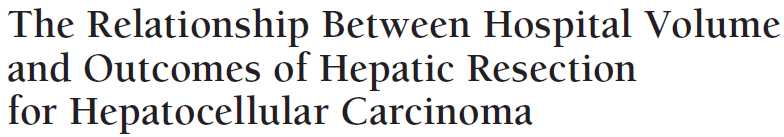 The Relationship Between Hospital Volume
and Outcomes of Hepatic Resection
for Hepatocellular Carcinoma